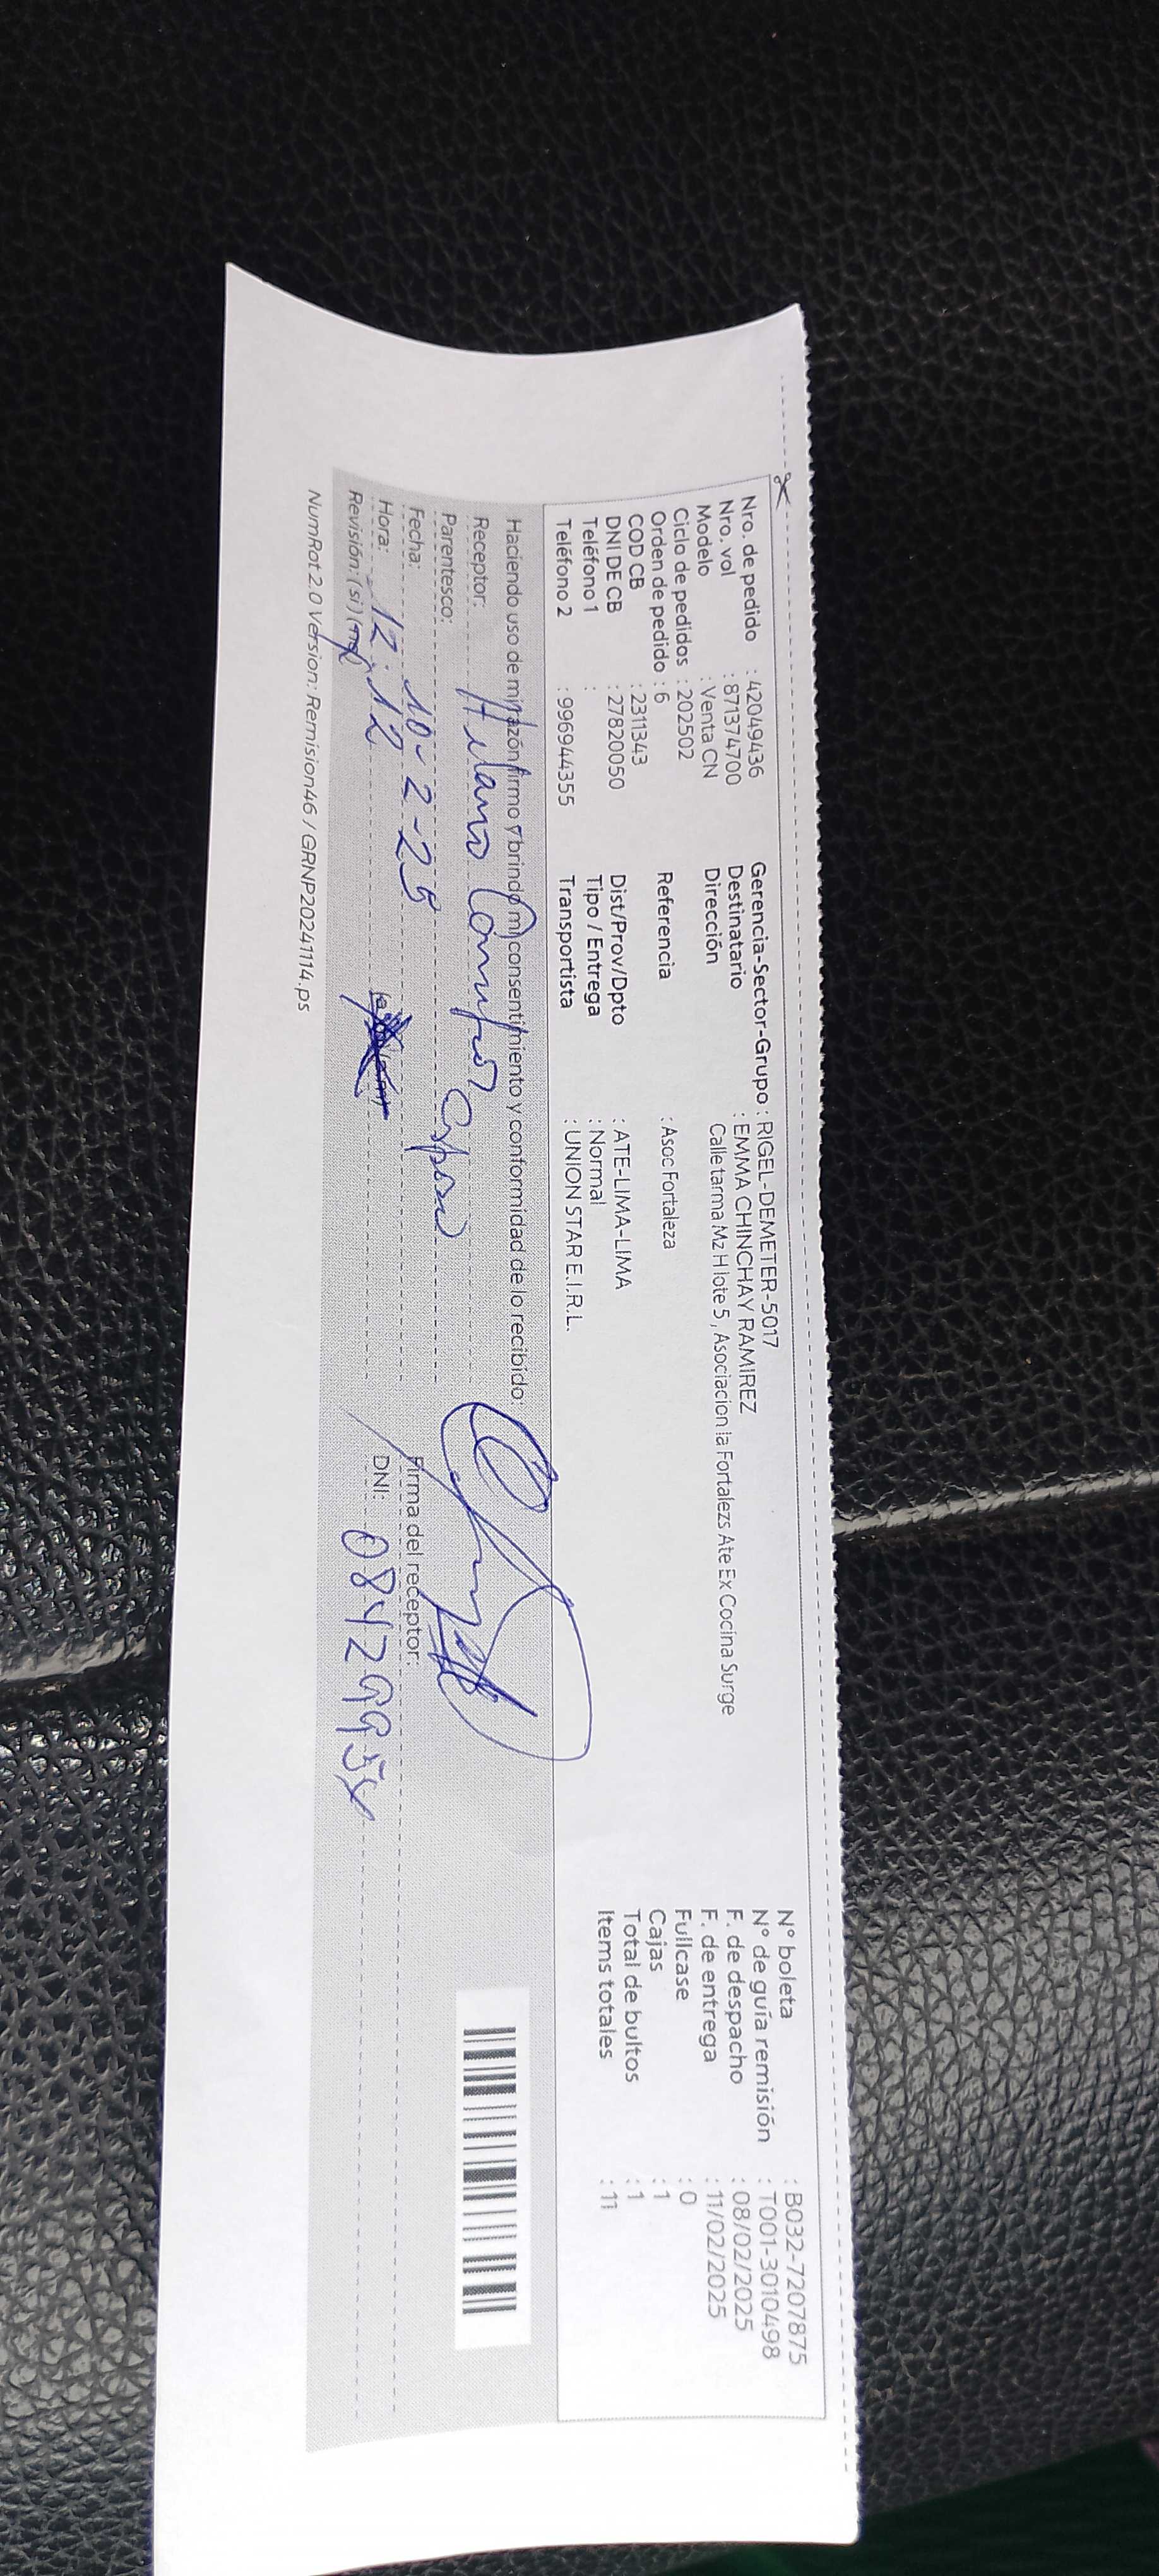 Nro. de pedido : 42049436 Gerencia-Sector-Grupo : RIGEL-DEMETER-5017 N° boleta : B032-7207875
Nro. vol : 871374700 Destinatario : EMMA CHINCHAY RAMIREZ N° de guía remisión : T001-3010498
Modelo : Venta CN Dirección Calle tarma Mz H lote 5 , Asociacion la Fortalezs Ate Ex Cocina Surge F. de despacho : 08/02/2025
Ciclo de pedidos : 202502 F. de entrega : 11/02/2025
Orden de pedido : 6 Referencia : Asoc Fortaleza Fullcase : 0
COD CB : 2311343 Cajas : 1
DNI DE CB : 27820050 Dist/Prov/Dpto : ATE-LIMA-LIMA Total de bultos : 1
Teléfono 1 : Tipo / Entrega : Normal Items totales : 11
Teléfono 2 : 996944355 Transportista : UNION STAR E.I.R.L.
Haciendo uso de mi razón firmo y brindo mi consentimiento y conformidad de lo recibido:
Receptor:
Parentesco:
Fecha: 10-2-25 Firma del receptor:
Hora: 12:12 DNI:
Revisión: (si) (no)
NumRot2.0 Version: Remision46 / GRNP20241114.ps